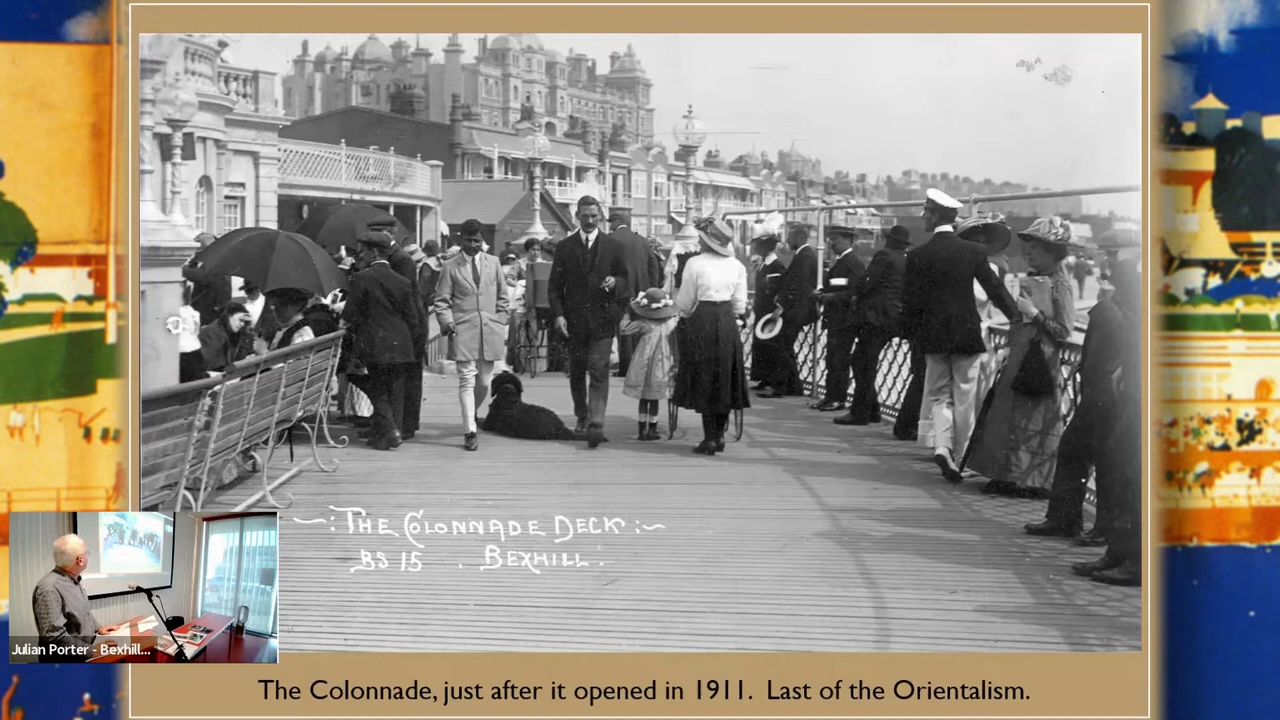 ~:THE COLONNADE DECK:~
BS 15 . BEXHILL.
Julian Porter - Bexhill...
The Colonnade, just after it opened in 1911. Last of the Orientalism.